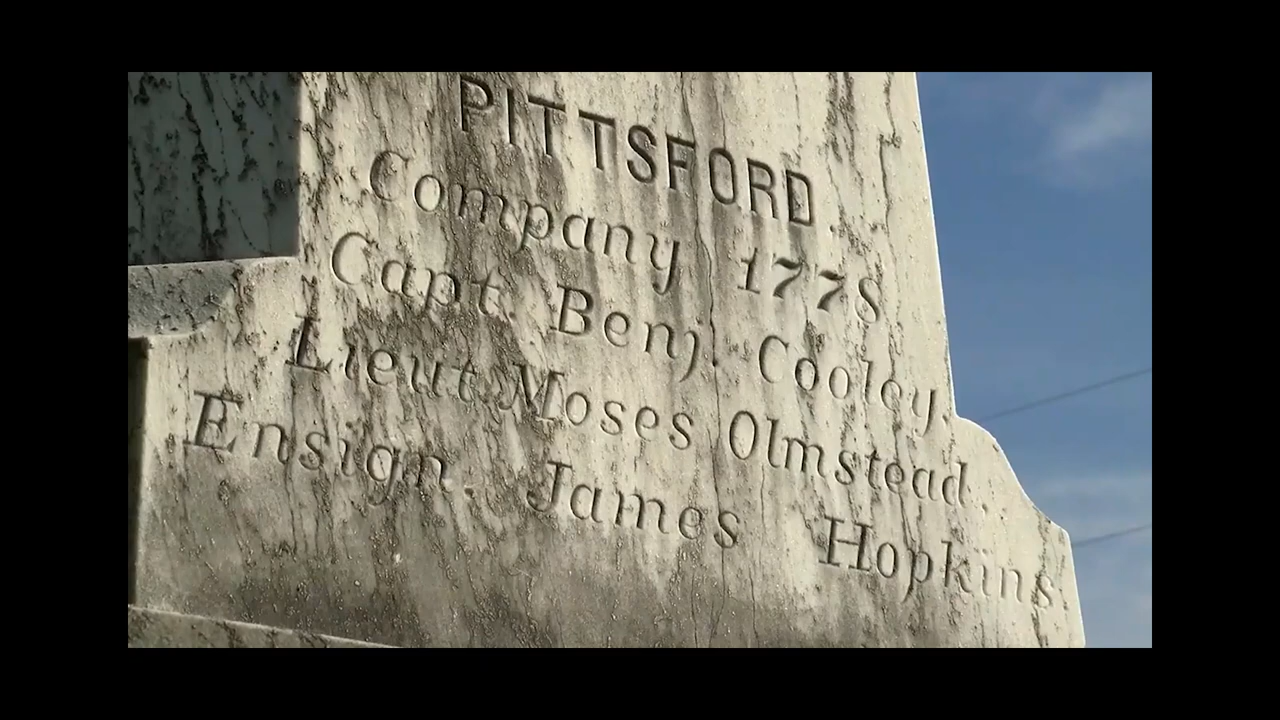 PITTSFORD
Company 1778
Capt. Benj. Cooley.
Lieut Moses Olmstead.
Ensign. James Hopkins